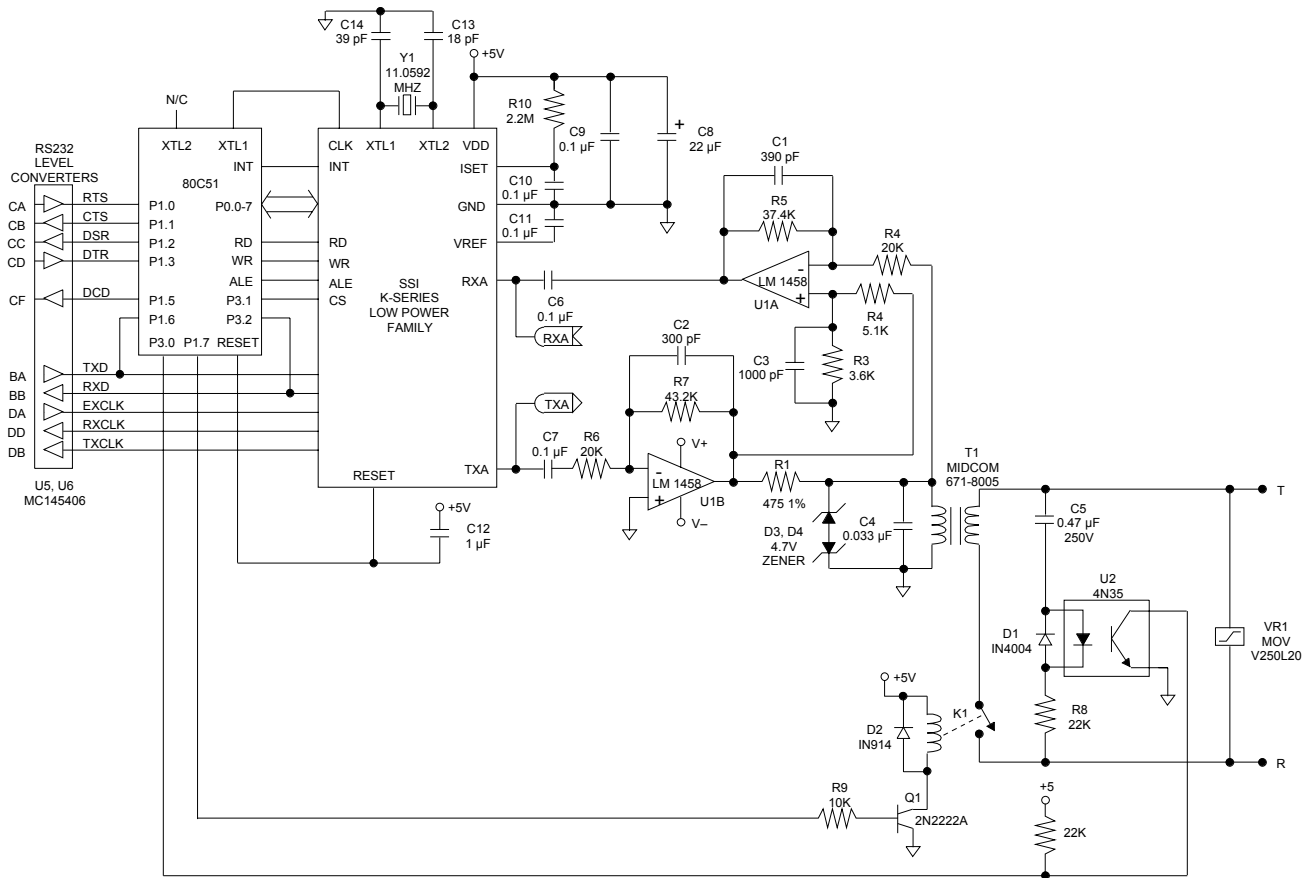 C14
39 pF
C13
18 pF
+5V
Y1
11.0592
MHZ
N/C
R10
2.2M
C9
0.1 µF
+
C8
22 µF
C1
390 pF
RS232
LEVEL
CONVERTERS
XTL2
XTL1
CLK
XTL1
XTL2
VDD
INT
INT
ISET
80C51
C10
0.1 µF
R5
37.4K
CA
RTS
P1.0
P0.0-7
GND
CB
CTS
P1.1
C11
0.1 µF
CC
DSR
P1.2
RD
RD
VREF
R4
20K
CD
DTR
P1.3
WR
WR
ALE
ALE
RXA
SSI
K-SERIES
LOW POWER
FAMILY
-
LM 1458
+
U1A
CF
DCD
P1.5
P3.1
CS
C6
0.1 µF
R4
5.1K
P1.6
P3.2
RXA
C2
300 pF
P3.0
P1.7
RESET
C3
1000 pF
R3
3.6K
BA
TXD
R7
43.2K
BB
RXD
DA
EXCLK
TXA
DD
RXCLK
C7
0.1 µF
R6
20K
V+
DB
TXCLK
T1
MIDCOM
671-8005
TXA
-
LM 1458
+
U1B
V–
R1
475 1%
RESET
U5, U6
MC145406
T
+5V
C12
1 µF
D3, D4
4.7V
ZENER
C4
0.033 µF
C5
0.47 µF
250V
U2
4N35
D1
IN4004
VR1
MOV
V250L20
+5V
K1
R8
22K
D2
IN914
R
R9
10K
Q1
2N2222A
+5
22K